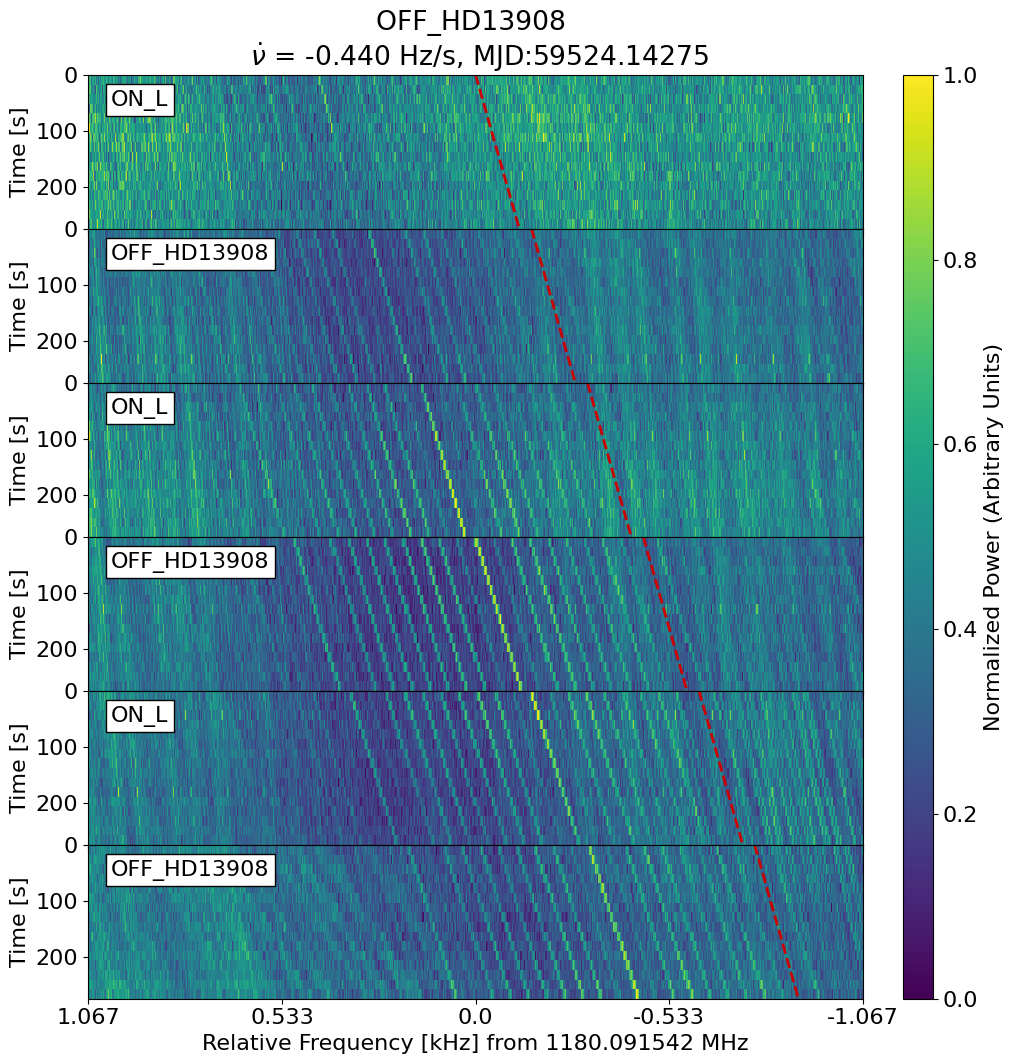 OFF_HD13908
ν̇ = -0.440 Hz/s, MJD:59524.14275
0
100
200
Time [s]
ON_L
0
100
200
Time [s]
OFF_HD13908
0
100
200
Time [s]
ON_L
0
100
200
Time [s]
OFF_HD13908
0
100
200
Time [s]
ON_L
0
100
200
Time [s]
OFF_HD13908
1.067 0.533 0.0 -0.533 -1.067
Relative Frequency [kHz] from 1180.091542 MHz
1.0
0.8
0.6
0.4
0.2
0.0
Normalized Power (Arbitrary Units)